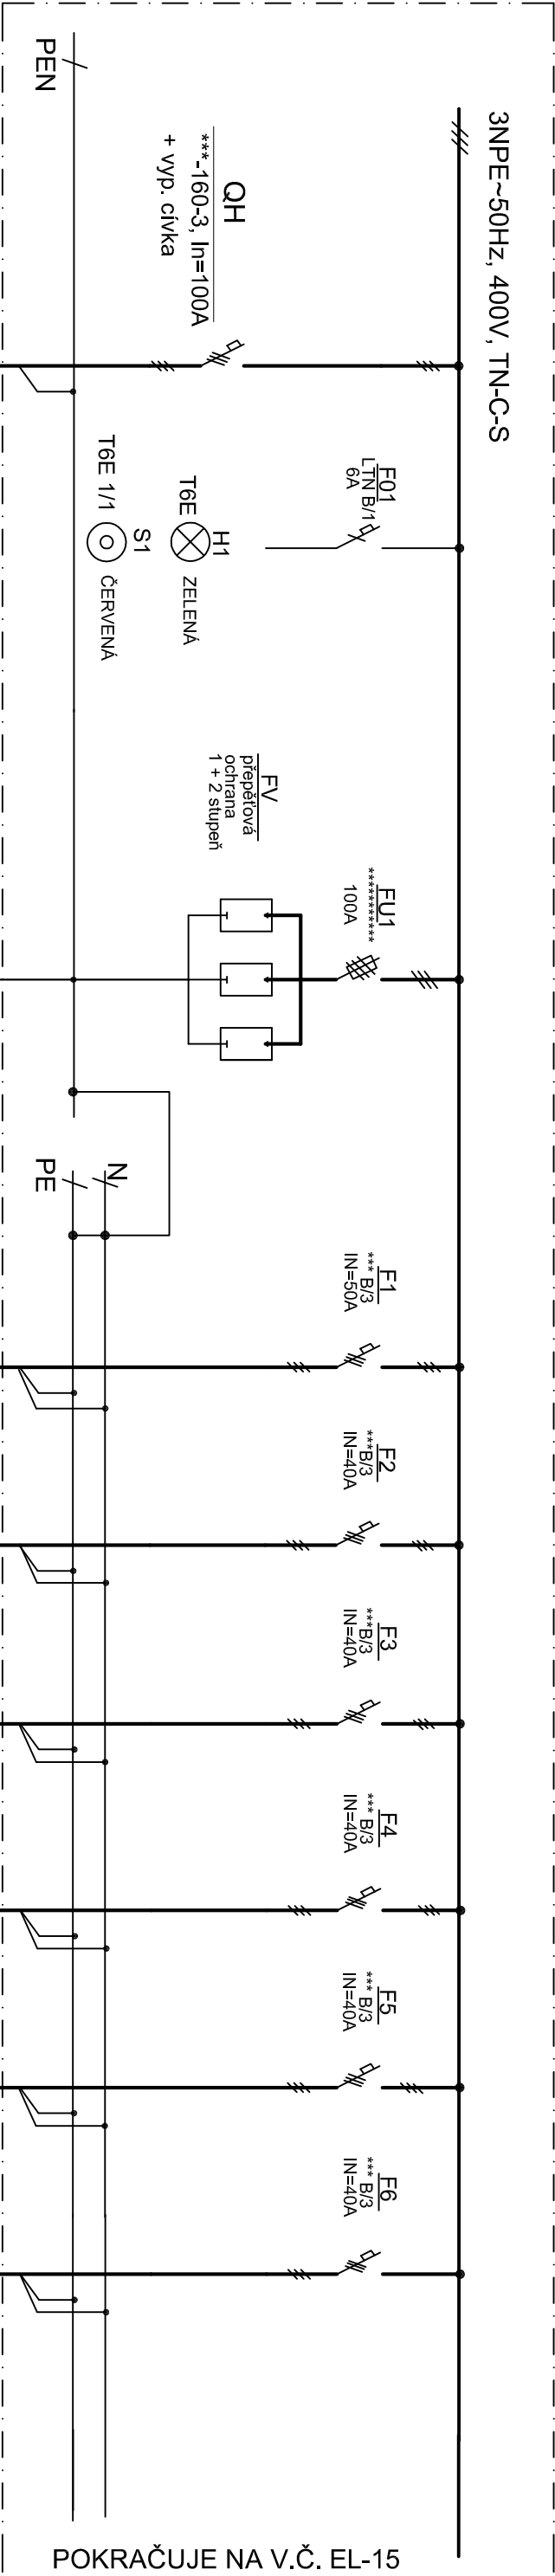 3NPE~50Hz, 400V, TN-C-S
PEN
QH
***-160-3, In=100A
+ vyp. cívka
F01
LTN B/1
6A
H1
T6E
ZELENÁ
S1
T6E 1/1
ČERVENÁ
FV
přepěťová
ochrana
1 + 2 stupeň
FU1
***********
100A
N
PE
F1
*** B/3
IN=50A
F2
***B/3
IN=40A
F3
***B/3
IN=40A
F4
*** B/3
IN=40A
F5
*** B/3
IN=40A
F6
*** B/3
IN=40A
POKRAČUJE NA V.Č. EL-15